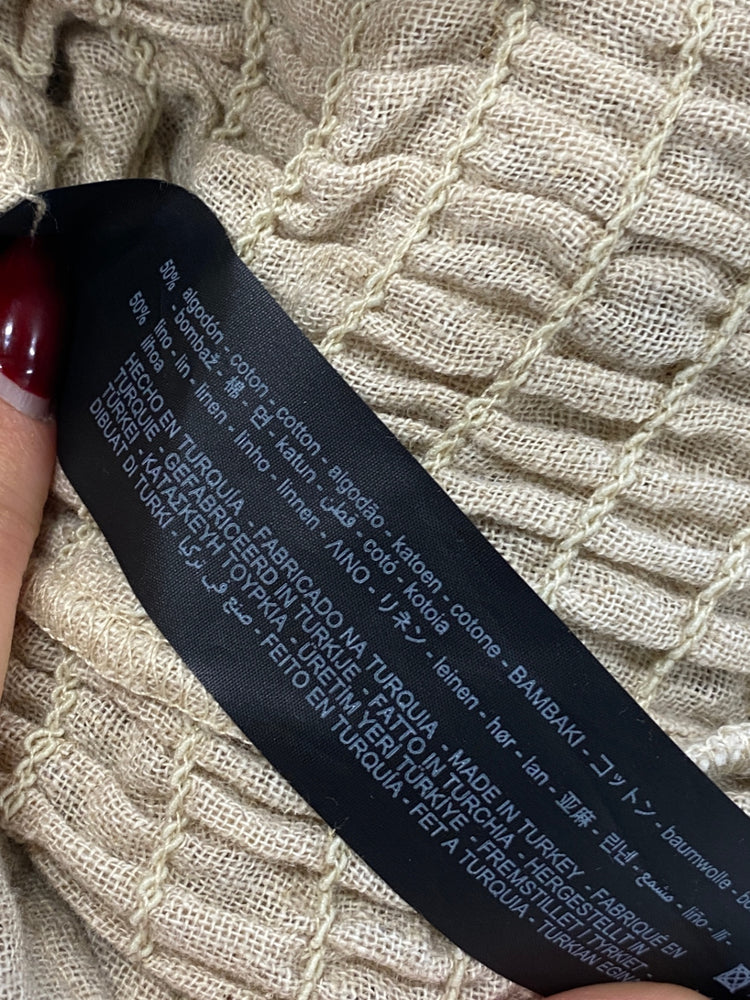 50% algodón - coton - cotton - algodão - katoen - cotone - BAMBAKI - コットン - baumwolle -
- bombaž - 棉 - 면 - katun - قطن - cotó - kotoia
50% lino - lin - linen - linho - linnen - ΛΙΝΟ - リネン - leinen - hør - lan - 亚麻 - 리넨 - - lirio - lli -
lihoa
HECHO EN TURQUIA - FABRICADO NA TURQUIA - MADE IN TURKEY - FABRIQUÉ EN
TURQUIE - GEFABRICEERD IN TURKIJE - FATTO IN TURCHIA - HERGESTELLT IN
TÜRKEI - ΚΑΤΑΣΚΕΥΗ ΤΟΥΡΚΙΑ - ÜRETİM YERİ TÜRKİYE - FREMSTILLET I TYRKIET -
DIBUAT DI TURKI - صنع في تركيا - FEITO EN TURQUIA - FET A TURQUIA - TURKIAN EGIN